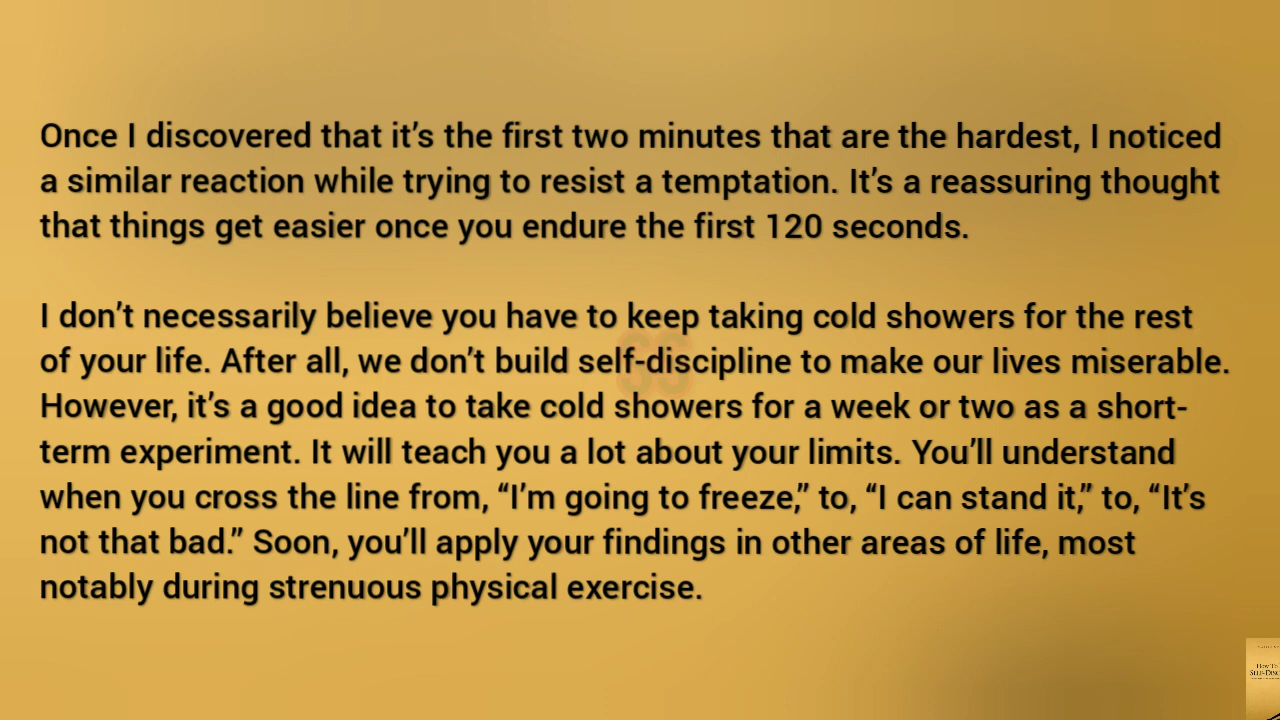 Once I discovered that it’s the first two minutes that are the hardest, I noticed
a similar reaction while trying to resist a temptation. It’s a reassuring thought
that things get easier once you endure the first 120 seconds.
I don’t necessarily believe you have to keep taking cold showers for the rest
of your life. After all, we don’t build self-discipline to make our lives miserable.
However, it’s a good idea to take cold showers for a week or two as a short-
term experiment. It will teach you a lot about your limits. You’ll understand
when you cross the line from, “I’m going to freeze,” to, “I can stand it,” to, “It’s
not that bad.” Soon, you’ll apply your findings in other areas of life, most
notably during strenuous physical exercise.
SS
How To